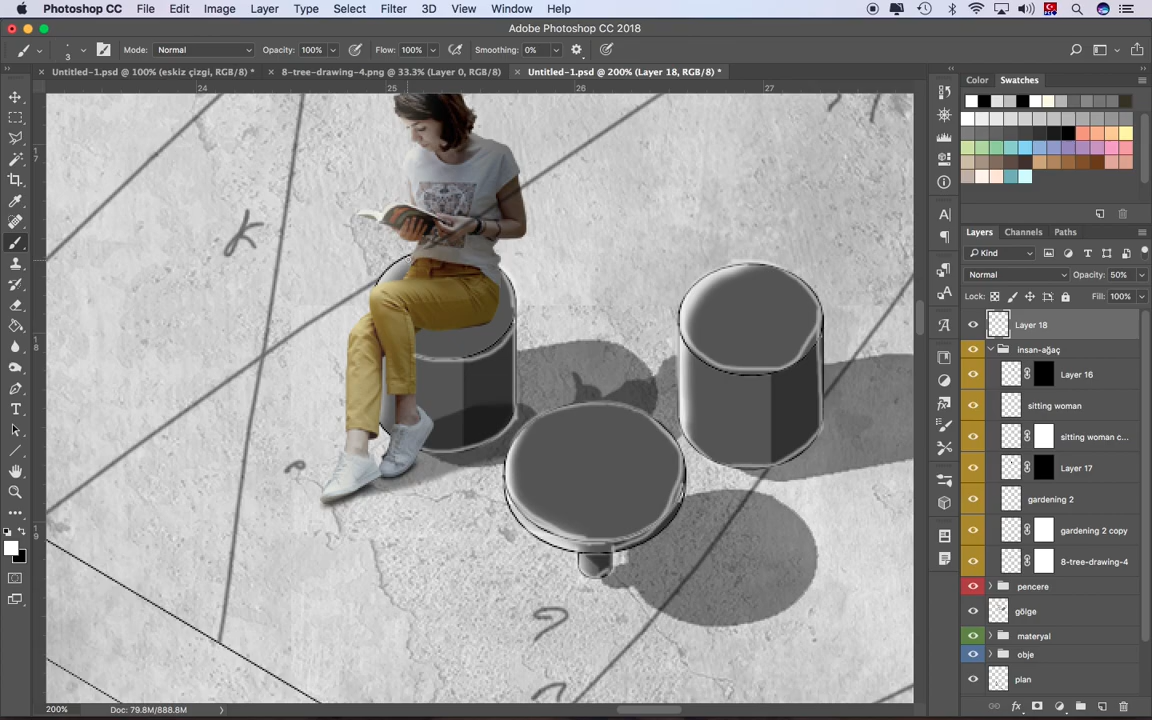 Photoshop CC File Edit Image Layer Type Select Filter 3D View Window Help
Adobe Photoshop CC 2018
3 Mode: Normal Opacity: 100% Flow: 100% Smoothing: 0%
Untitled-1.psd @ 100% (eskiz çizgi, RGB/8) * 8-tree-drawing-4.png @ 33.3% (Layer 0, RGB/8) Untitled-1.psd @ 200% (Layer 18, RGB/8) *
24 25 26 27
17
18
19
K
Color Swatches
Layers Channels Paths
Kind
Normal Opacity: 50%
Lock: Fill: 100%
Layer 18
insan-ağaç
Layer 16
sitting woman
sitting woman c...
Layer 17
gardening 2
gardening 2 copy
8-tree-drawing-4
pencere
gölge
materyal
obje
plan
200% Doc: 79.8M/888.8M